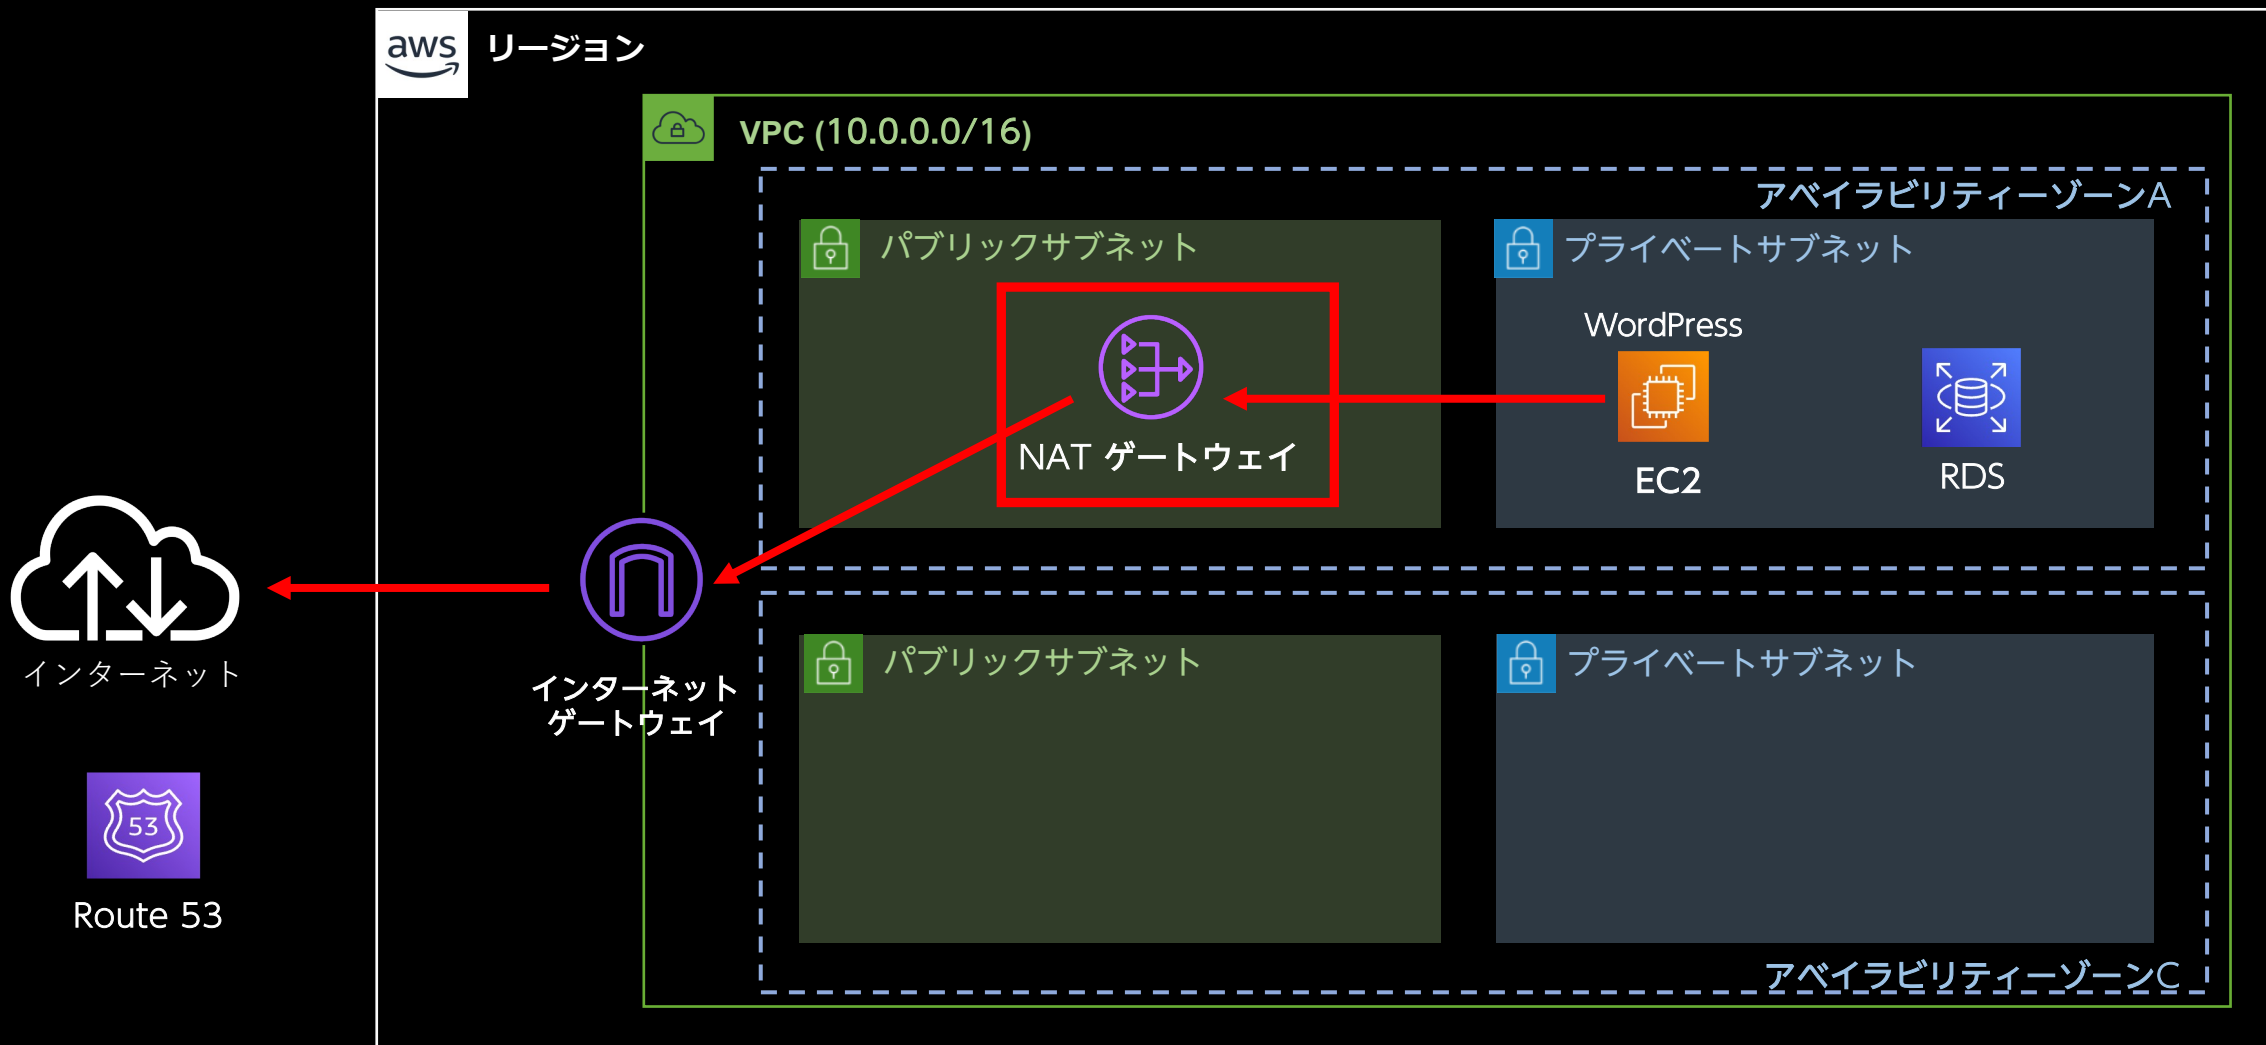 aws
リージョン
VPC (10.0.0.0/16)
アベイラビリティーゾーンA
パブリックサブネット
プライベートサブネット
WordPress
NAT ゲートウェイ
EC2
RDS
インターネット
インターネット
ゲートウェイ
パブリックサブネット
プライベートサブネット
53
Route 53
アベイラビリティーゾーンC